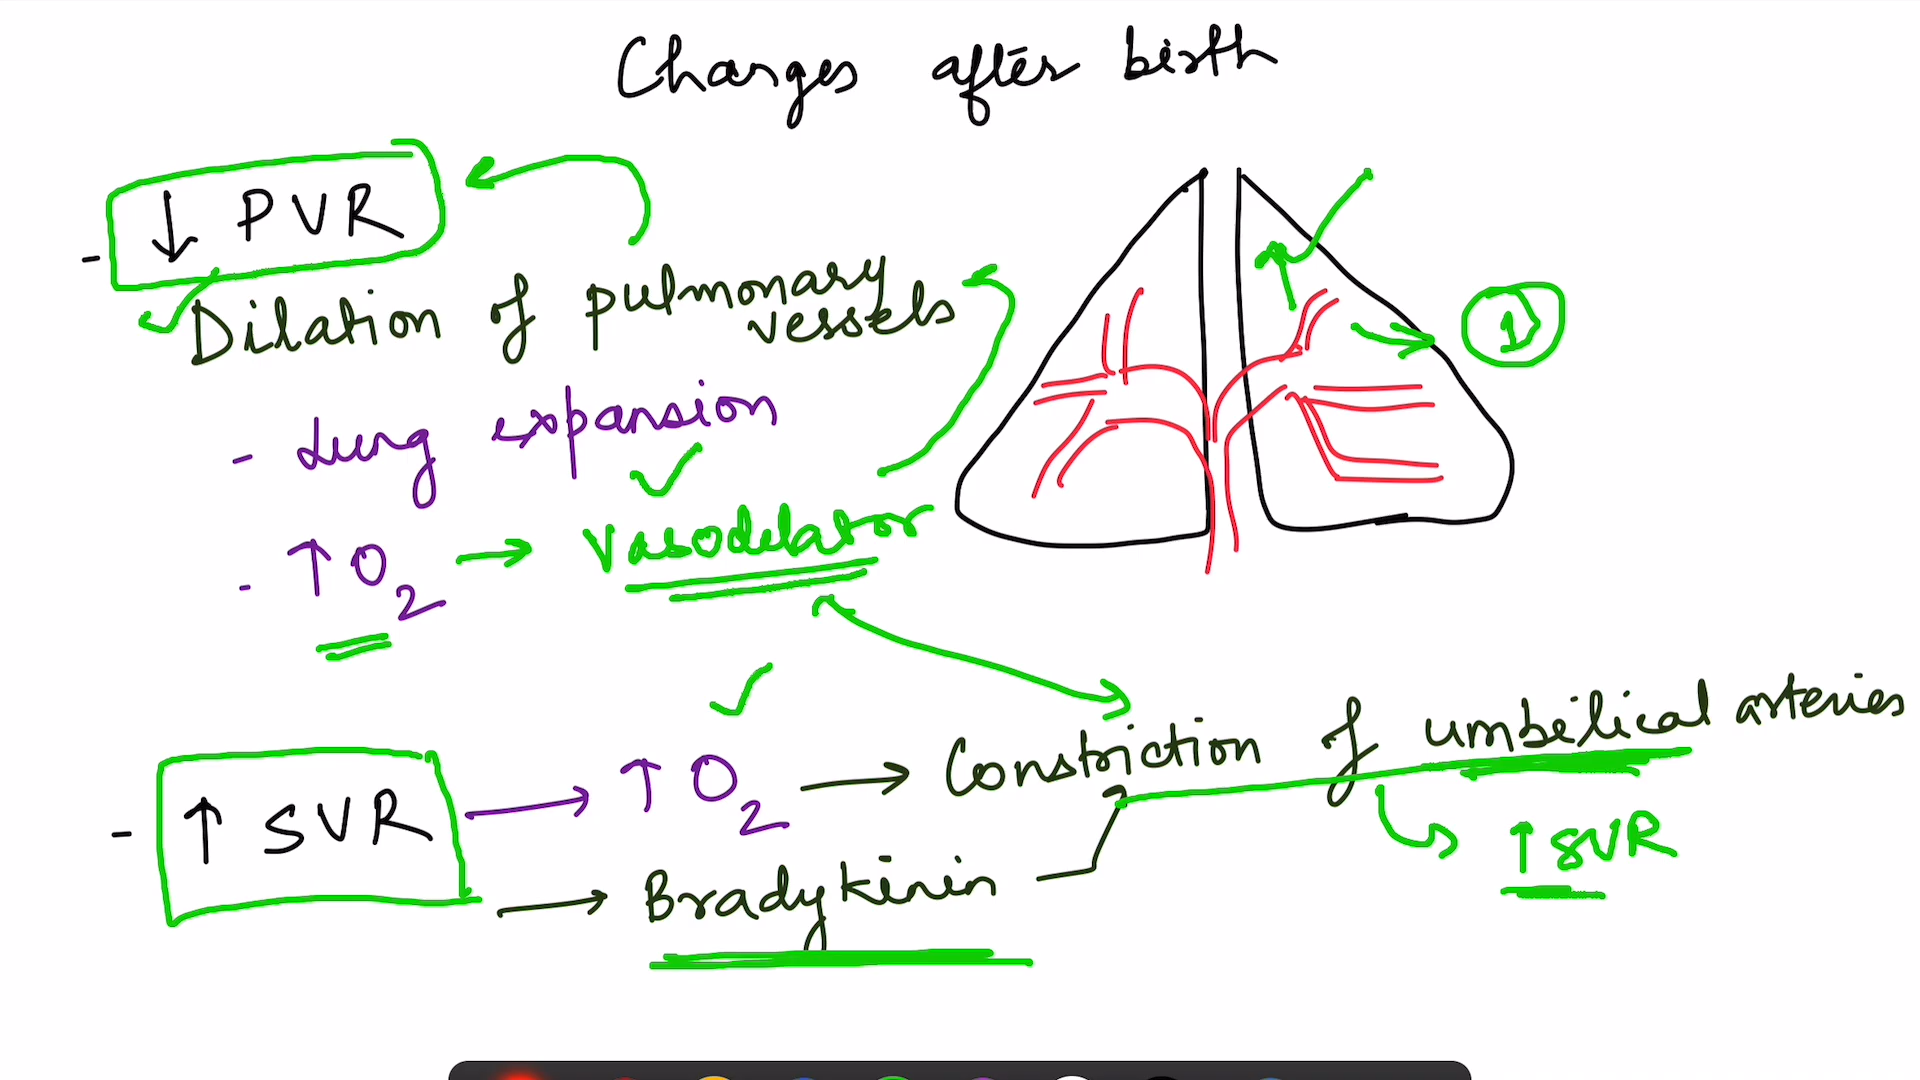 Changes after birth
- ↓ PVR
Dilation of pulmonary
vessels
- Lung expansion
- ↑ O2 → Vasodelator
1
- ↑ SVR → ↑ O2 → Constriction of umbilical arteries
→ Bradykinin
↑ SVR